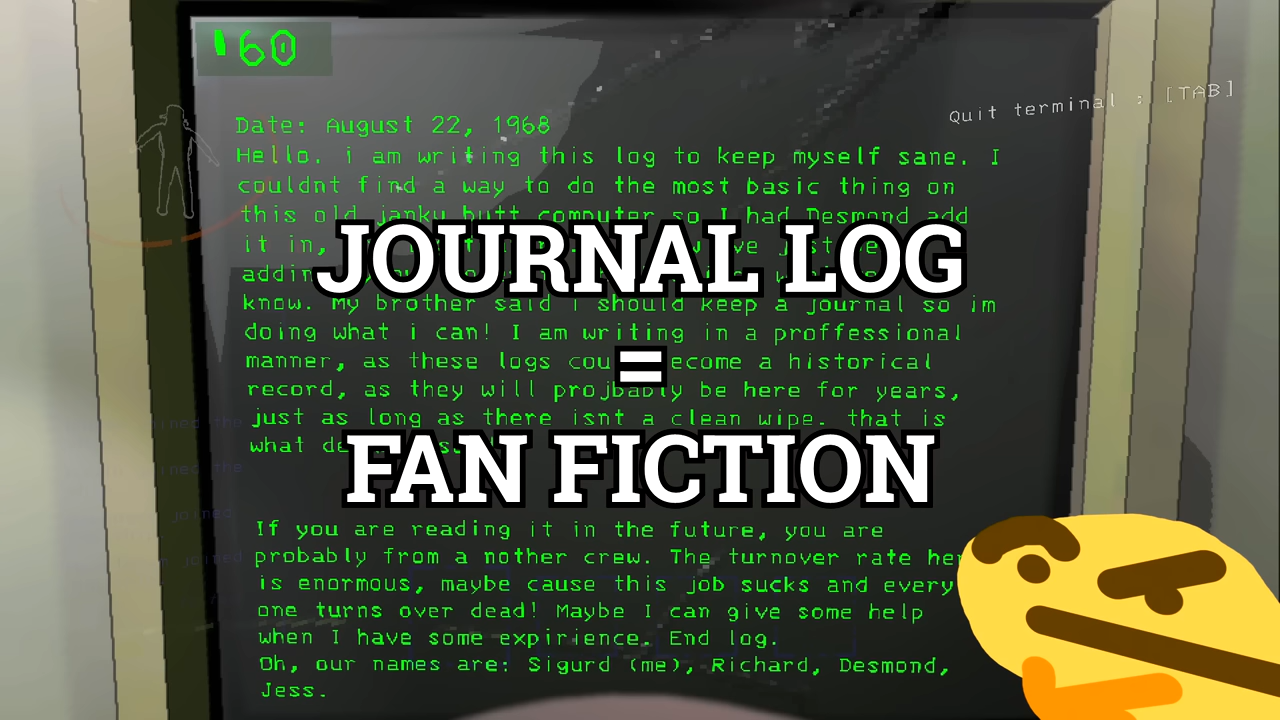 '60
Quit terminal : [TAB]
Date: August 22, 1968
Hello. i am writing this log to keep myself sane. I
couldnt find a way to do the most basic thing on
this old janky butt computer so I had Desmond add
it in,
JOURNAL LOG
know. My brother said i should keep a journal so im
doing what i can! I am writing in a proffessional
manner, as these logs ecome a historical
=
record, as they will projbably be here for years,
just as long as there isnt a clean wipe. that is
what
FAN FICTION
If you are reading it in the future, you are
probably from a nother crew. The turnover rate
is enormous, maybe cause this job sucks and every
one turns over dead! Maybe I can give some help
when I have some expirience. End log.
Oh, our names are: Sigurd (me), Richard, Desmond,
Jess.